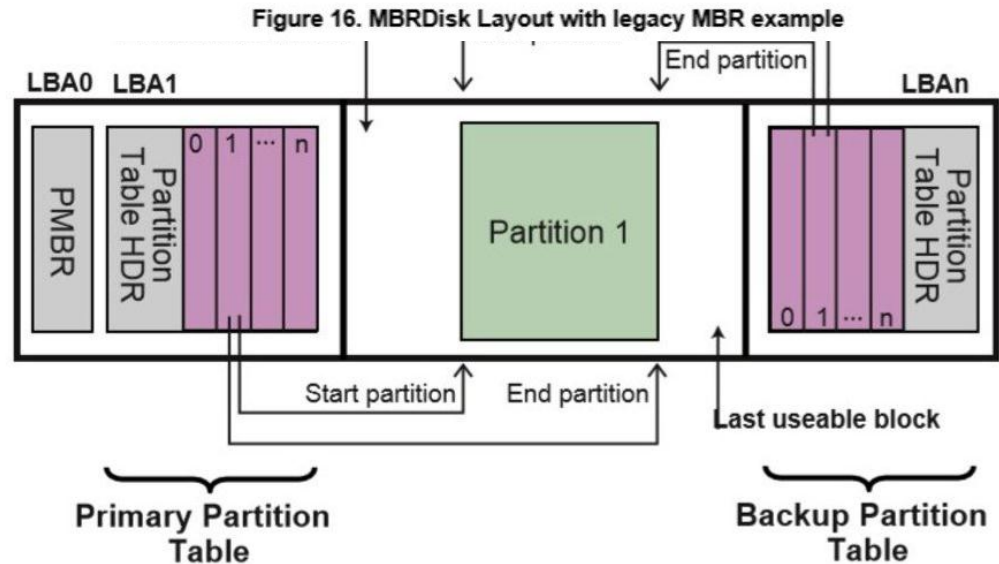 Figure 16. MBRDisk Layout with legacy MBR example
End partition
LBA0 LBA1 LBAn
PMBR
Partition
Table HDR
0 1 ... n
Partition 1
0 1 ... n
Partition
Table HDR
Start partition End partition
Last useable block
Primary Partition
Table
Backup Partition
Table